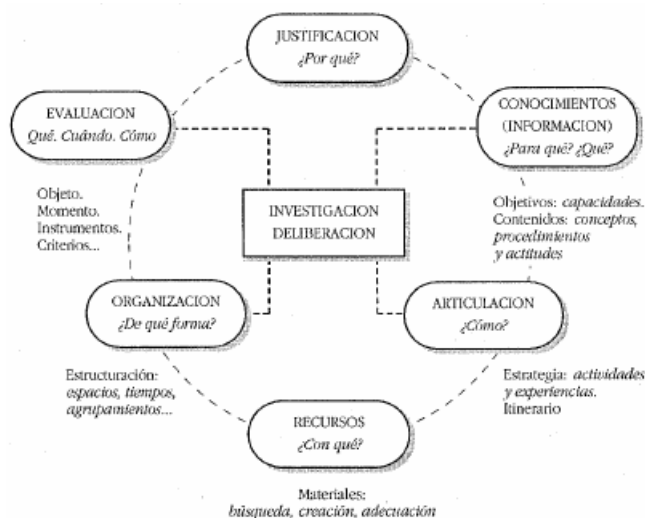 JUSTIFICACION
¿Por qué?
EVALUACION
Qué. Cuándo. Cómo
CONOCIMIENTOS
(INFORMACION)
¿Para qué? ¿Qué?
Objeto.
Momento.
Instrumentos.
Criterios...
INVESTIGACION
DELIBERACION
Objetivos: capacidades.
Contenidos: conceptos,
procedimientos
y actitudes
ORGANIZACION
¿De qué forma?
ARTICULACION
¿Cómo?
Estructuración:
espacios, tiempos,
agrupamientos...
Estrategia: actividades
y experiencias.
Itinerario
RECURSOS
¿Con qué?
Materiales:
búsqueda, creación, adecuación